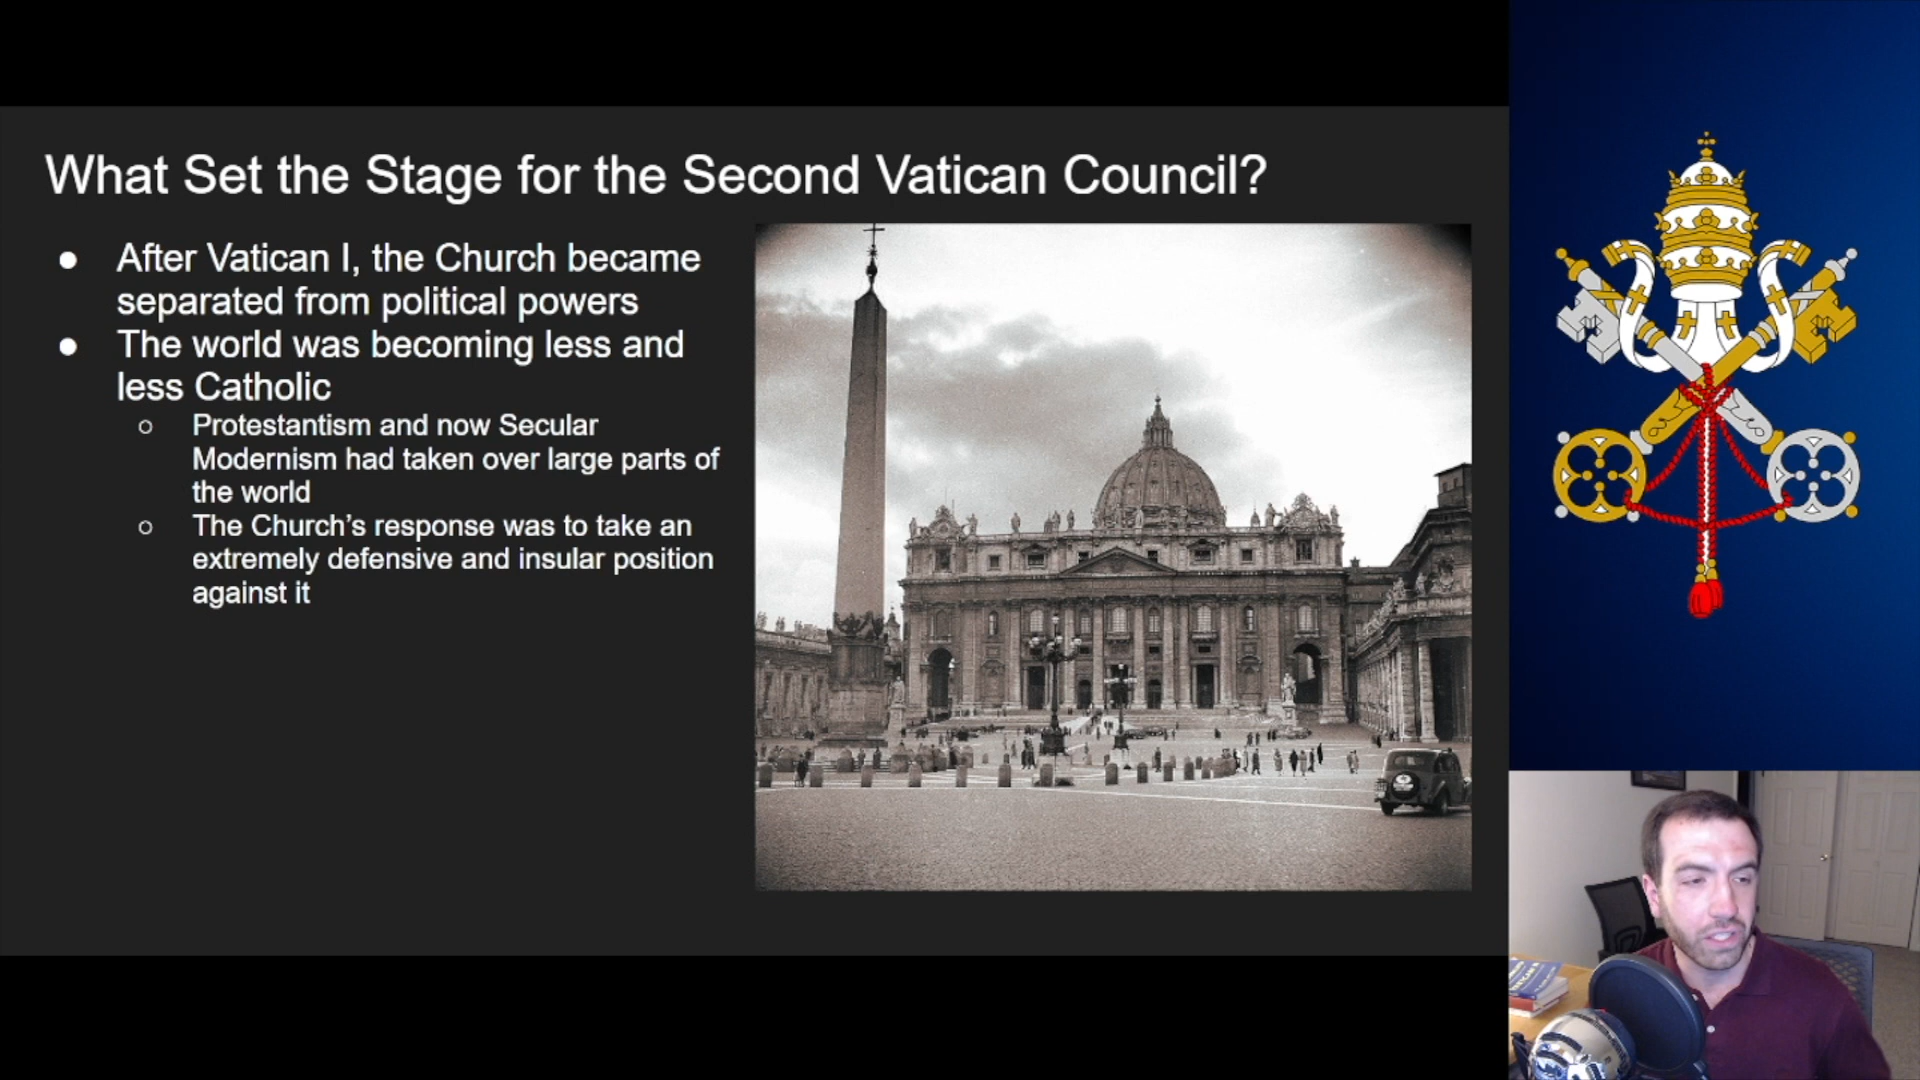 What Set the Stage for the Second Vatican Council?
● After Vatican I, the Church became
separated from political powers
● The world was becoming less and
less Catholic
○ Protestantism and now Secular
Modernism had taken over large parts of
the world
○ The Church’s response was to take an
extremely defensive and insular position
against it